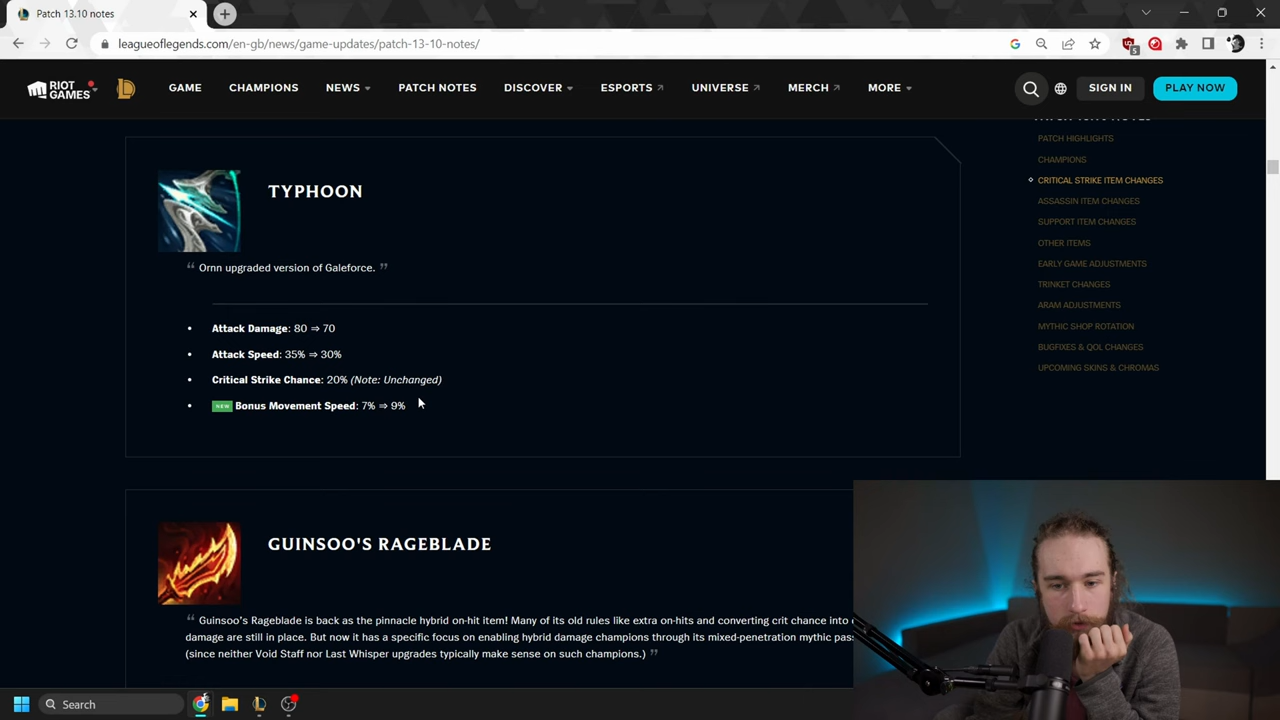 Patch 13.10 notes
leagueoflegends.com/en-gb/news/game-updates/patch-13-10-notes/
5
RIOT GAMES
GAME
CHAMPIONS
NEWS
PATCH NOTES
DISCOVER
ESPORTS
UNIVERSE
MERCH
MORE
SIGN IN
PLAY NOW
TYPHOON
“ Ornn upgraded version of Galeforce. ”
• Attack Damage: 80 ⇒ 70
• Attack Speed: 35% ⇒ 30%
• Critical Strike Chance: 20% (Note: Unchanged)
• NEW Bonus Movement Speed: 7% ⇒ 9%
PATCH HIGHLIGHTS
CHAMPIONS
CRITICAL STRIKE ITEM CHANGES
ASSASSIN ITEM CHANGES
SUPPORT ITEM CHANGES
OTHER ITEMS
EARLY GAME ADJUSTMENTS
TRINKET CHANGES
ARAM ADJUSTMENTS
MYTHIC SHOP ROTATION
BUGFIXES & QOL CHANGES
UPCOMING SKINS & CHROMAS
GUINSOO'S RAGEBLADE
“ Guinsoo's Rageblade is back as the pinnacle hybrid on-hit item! Many of its old rules like extra on-hits and converting crit chance into
damage are still in place. But now it has a specific focus on enabling hybrid damage champions through its mixed-penetration mythic
(since neither Void Staff nor Last Whisper upgrades typically make sense on such champions.) ”
Search